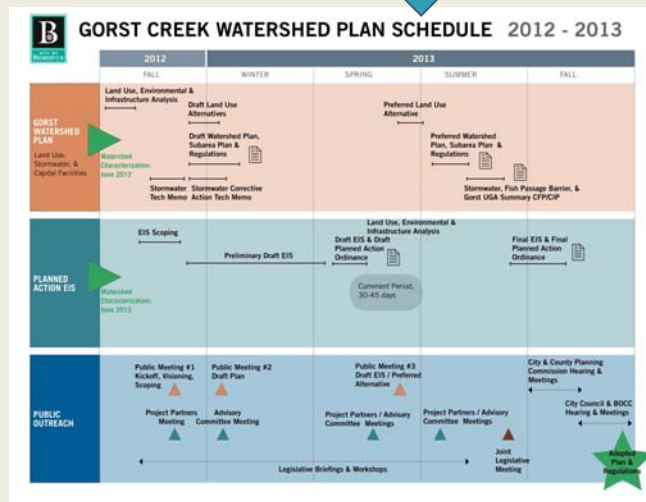 B
CITY OF
BREMERTON
GORST CREEK WATERSHED PLAN SCHEDULE 2012 - 2013
2012
2013
FALL
WINTER
SPRING
SUMMER
FALL
GORST
WATERSHED
PLAN
Land Use,
Stormwater,
& Capital Facilities
Watershed
Characterization:
June 2012
Land Use, Environmental &
Infrastructure Analysis
Draft Land Use
Alternatives
Draft Watershed Plan,
Subarea Plan &
Regulations
Stormwater
Tech Memo
Stormwater Corrective
Action Tech Memo
Preferred Land Use
Alternative
Preferred Watershed
Plan, Subarea Plan &
Regulations
Stormwater, Fish Passage Barrier, &
Gorst UGA Summary CFP/CIP
PLANNED
ACTION EIS
Watershed
Characterization:
June 2012
EIS Scoping
Preliminary Draft EIS
Land Use, Environmental &
Infrastructure Analysis
Draft EIS & Draft
Planned Action
Ordinance
Comment Period,
30-45 days
Final EIS & Final
Planned Action
Ordinance
PUBLIC
OUTREACH
Public Meeting #1
Kickoff, Visioning,
Scoping
Public Meeting #2
Draft Plan
Public Meeting #3
Draft EIS / Preferred
Alternative
City & County Planning
Commission Hearing &
Meetings
Project Partners
Meeting
Advisory
Committee Meeting
Project Partners / Advisory
Committee Meetings
Project Partners / Advisory
Committee Meetings
City Council & BOCC
Hearing & Meetings
Legislative Briefings & Workshops
Joint
Legislative
Meeting
Adopted
Plan &
Regulations